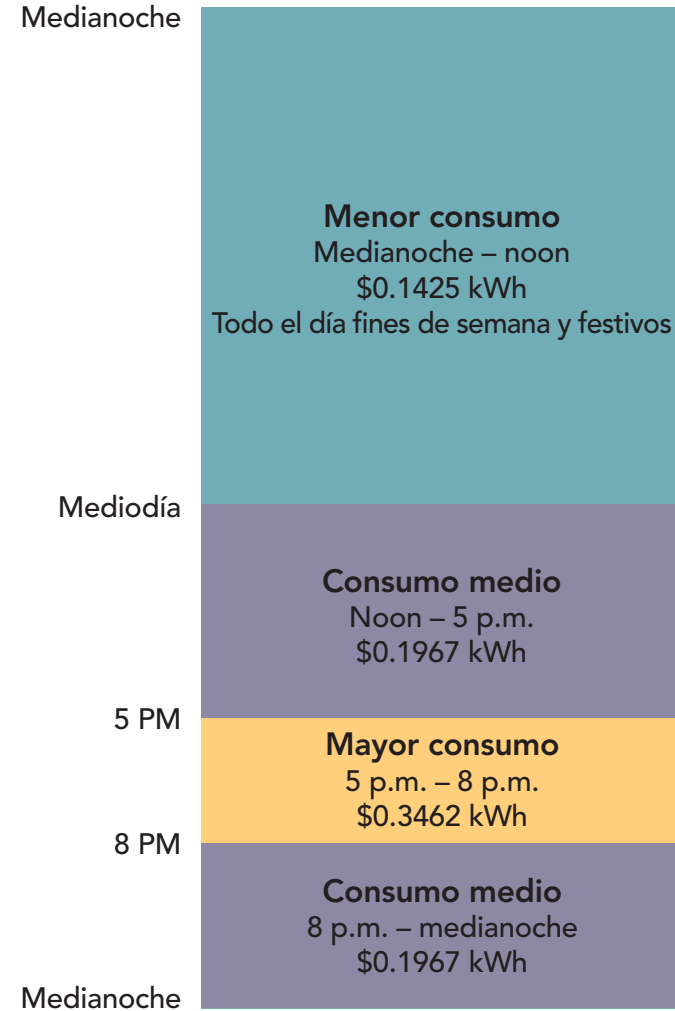 Medianoche
Menor consumo
Medianoche – noon
$0.1425 kWh
Todo el día fines de semana y festivos
Mediodía
Consumo medio
Noon – 5 p.m.
$0.1967 kWh
5 PM
Mayor consumo
5 p.m. – 8 p.m.
$0.3462 kWh
8 PM
Consumo medio
8 p.m. – medianoche
$0.1967 kWh
Medianoche